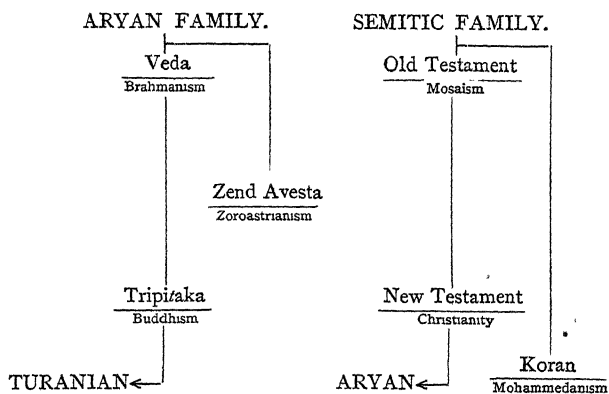 ARYAN FAMILY.
Veda
Brahmanism
Zend Avesta
Zoroastrianism
Tripitaka
Buddhism
TURANIAN
SEMITIC FAMILY.
Old Testament
Mosaism
New Testament
Christianity
ARYAN
Koran
Mohammedanism